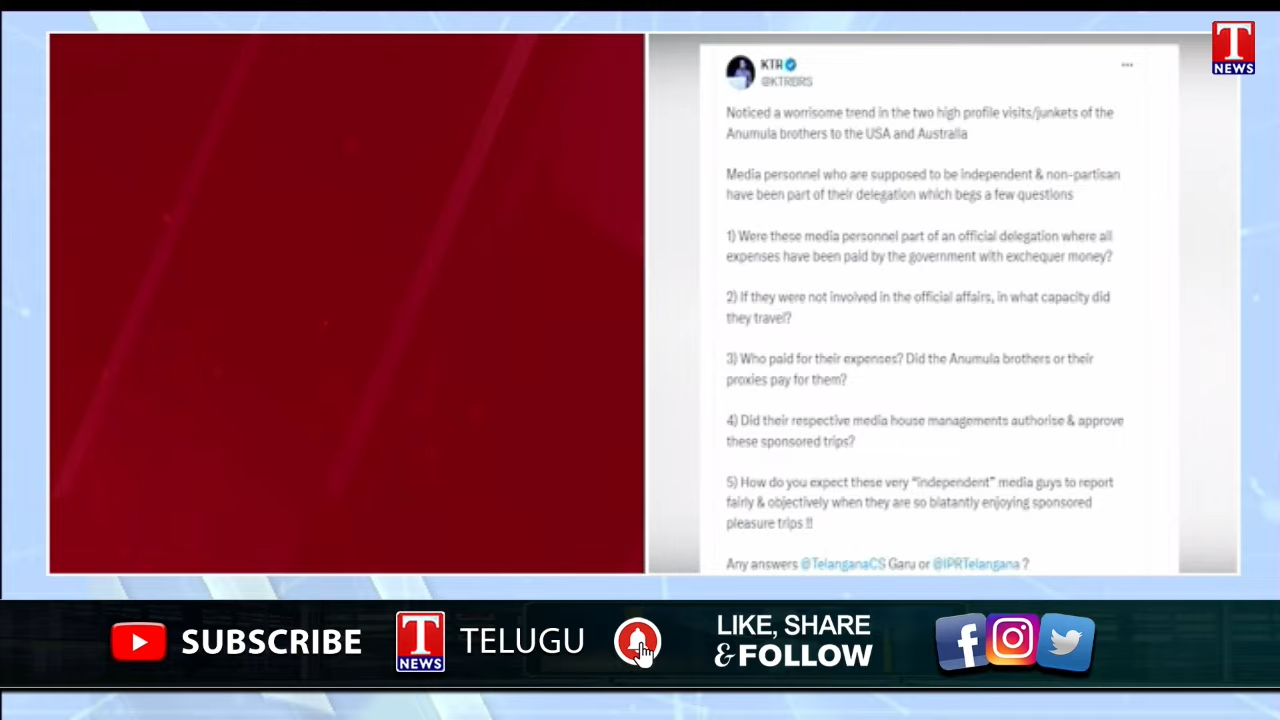 T
NEWS
KTR
@KTRBRS
Noticed a worrisome trend in the two high profile visits/junkets of the
Anumula brothers to the USA and Australia
Media personnel who are supposed to be independent & non-partisan
have been part of their delegation which begs a few questions
1) Were these media personnel part of an official delegation where all
expenses have been paid by the government with exchequer money?
2) If they were not involved in the official affairs, in what capacity did
they travel?
3) Who paid for their expenses? Did the Anumula brothers or their
proxies pay for them?
4) Did their respective media house managements authorise & approve
these sponsored trips?
5) How do you expect these very “independent” media guys to report
fairly & objectively when they are so blatantly enjoying sponsored
pleasure trips !!
Any answers @TelanganaCS Garu or @IPRTelangana ?
SUBSCRIBE
T
NEWS
TELUGU
LIKE, SHARE
& FOLLOW